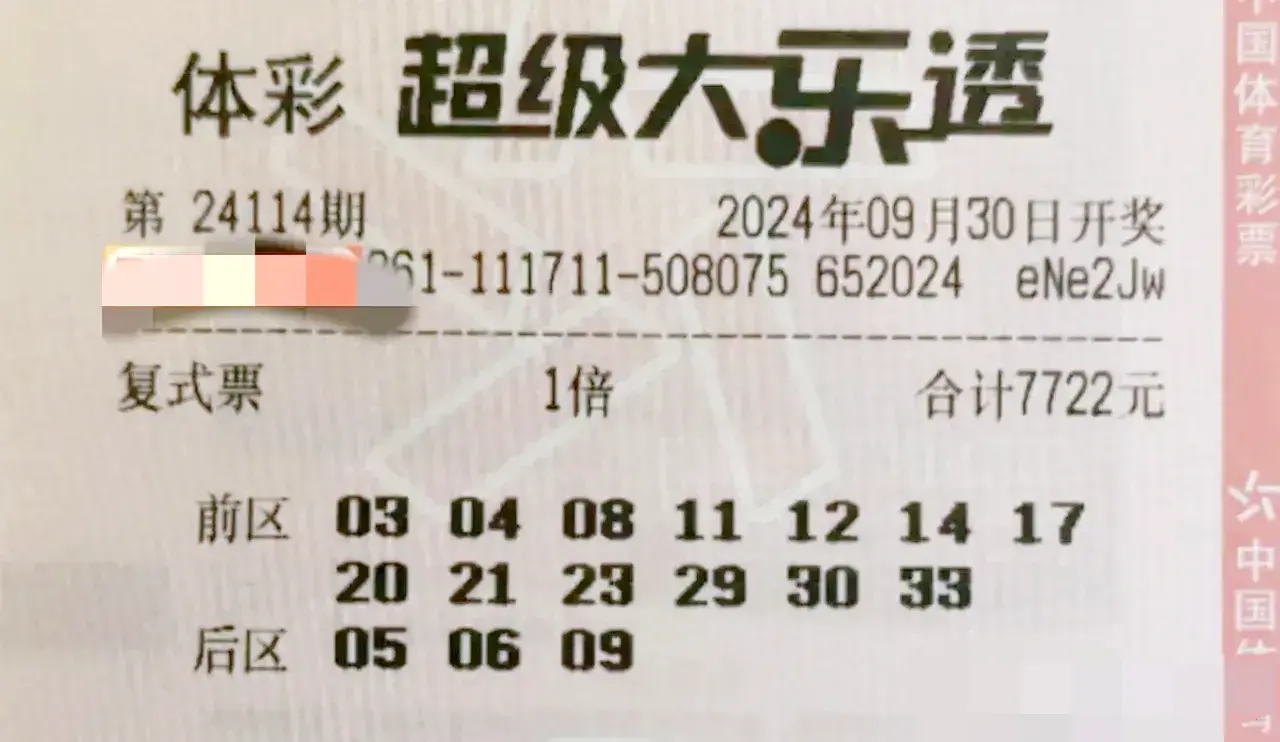 体彩 超级大乐透
第 24114期 2024年09月30日开奖
61-111711-508075 652024 eNe2Jw
复式票 1倍 合计7722元
前区 03 04 08 11 12 14 17
20 21 23 29 30 33
后区 05 06 09
中国体育彩票
中国体